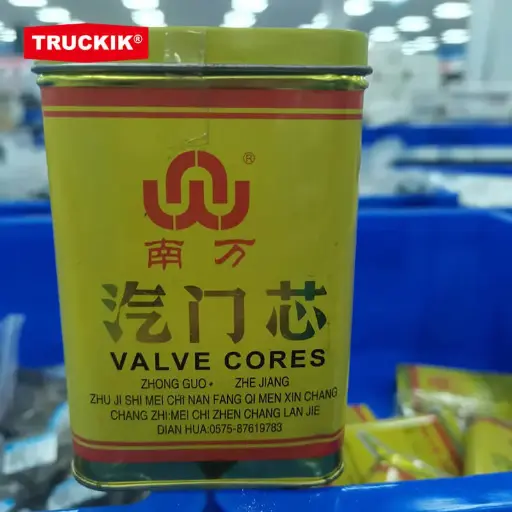 TRUCKIK®
®
南万
汽门芯
VALVE CORES
ZHONG GUO • ZHE JIANG
ZHU JI SHI MEI CHI NAN FANG QI MEN XIN CHANG
CHANG ZHI:MEI CHI ZHEN CHANG LAN JIE
DIAN HUA:0575-87619783